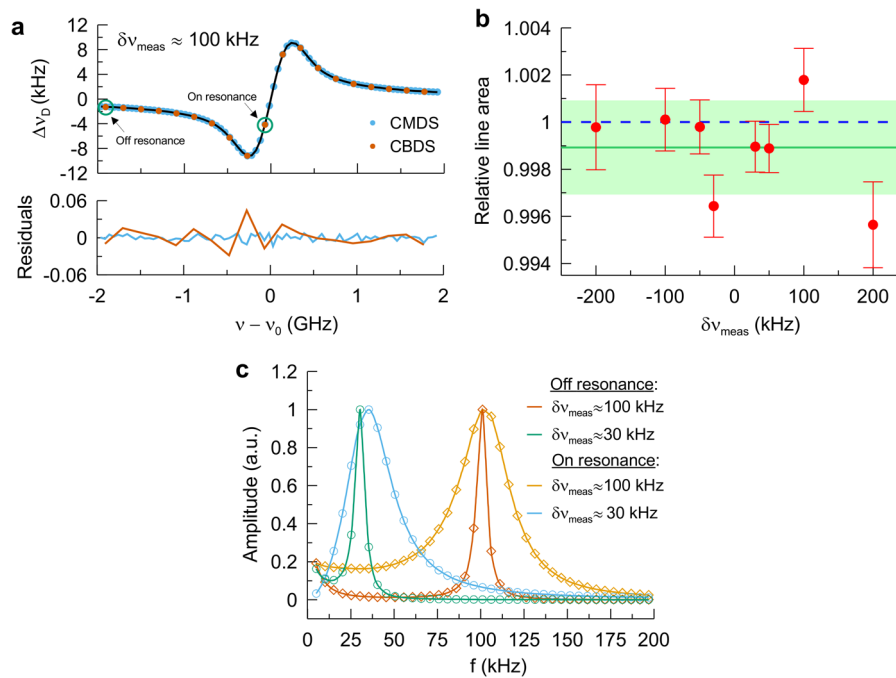 a
δν_meas ≈ 100 kHz
12
8
4
0
-4
-8
-12
Δν_D (kHz)
On resonance
Off resonance
CMDS
CBDS
0.06
0
-0.06
Residuals
-2
-1
0
1
2
ν – ν_0 (GHz)
b
1.004
1.002
1
0.998
0.996
0.994
Relative line area
-200
-100
0
100
200
δν_meas (kHz)
c
1.2
1
0.8
0.6
0.4
0.2
0
Amplitude (a.u.)
0
25
50
75
100
125
150
175
200
f (kHz)
Off resonance:
δν_meas≈100 kHz
δν_meas≈30 kHz
On resonance:
δν_meas≈100 kHz
δν_meas≈30 kHz